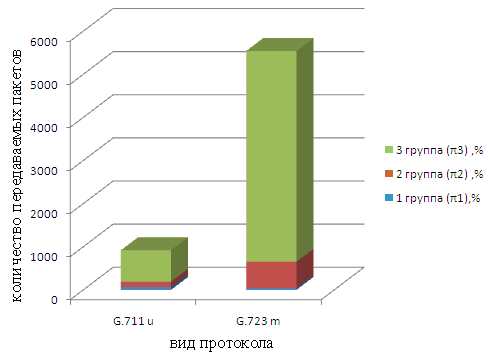 количество передаваемых пакетов
6000
5000
4000
3000
2000
1000
0
G.711 u
G.723 m
вид протокола
3 группа (π3) ,%
2 группа (π2) ,%
1 группа (π1),%